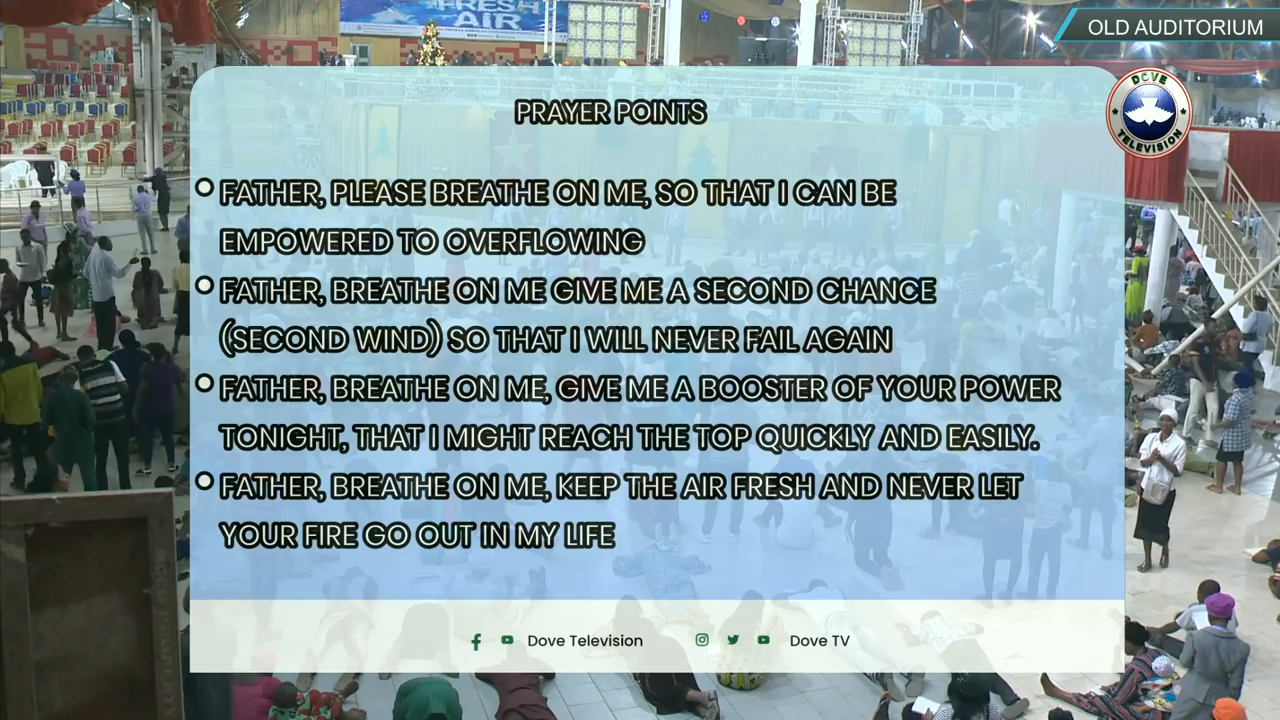 FRESH
AIR
OLD AUDITORIUM
DOVE
TELEVISION
PRAYER POINTS
FATHER, PLEASE BREATHE ON ME, SO THAT I CAN BE
EMPOWERED TO OVERFLOWING
FATHER, BREATHE ON ME GIVE ME A SECOND CHANCE
(SECOND WIND) SO THAT I WILL NEVER FAIL AGAIN
FATHER, BREATHE ON ME, GIVE ME A BOOSTER OF YOUR POWER
TONIGHT, THAT I MIGHT REACH THE TOP QUICKLY AND EASILY.
FATHER, BREATHE ON ME, KEEP THE AIR FRESH AND NEVER LET
YOUR FIRE GO OUT IN MY LIFE
Dove Television
Dove TV